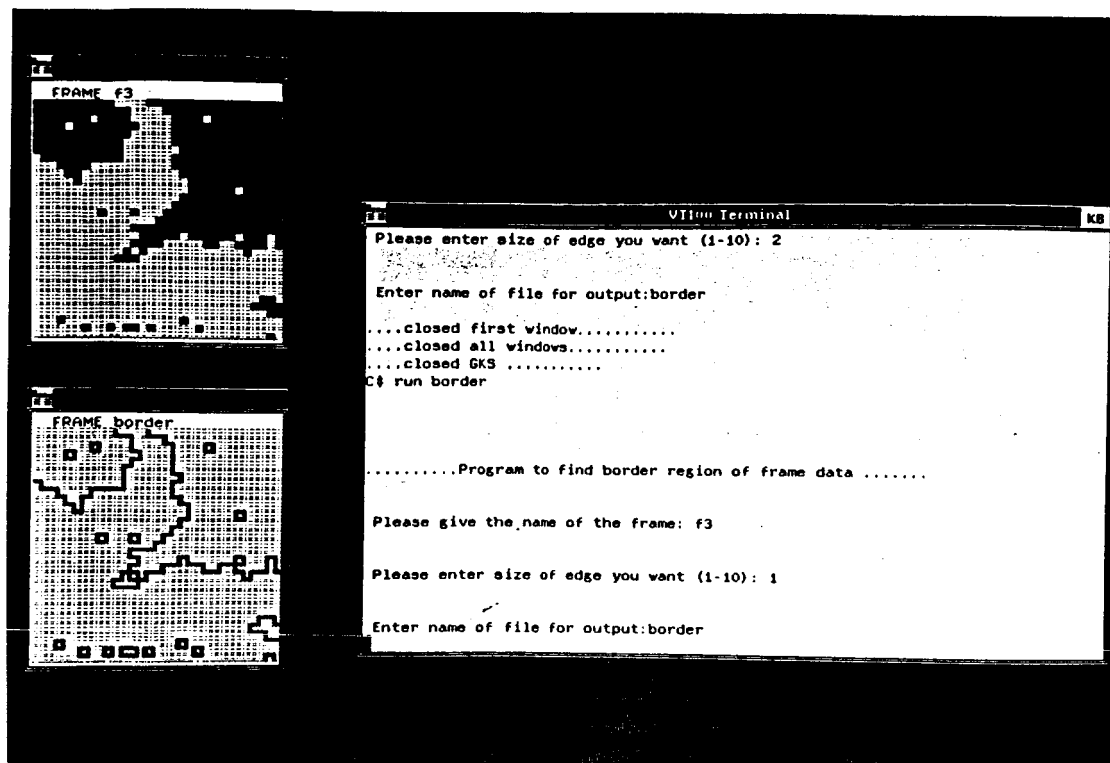 FRAME f3
FRAME border
VT100 Terminal
KB
Please enter size of edge you want (1-10): 2
Enter name of file for output:border
....closed first window...........
....closed all windows...........
....closed GKS ...........
C$ run border
..........Program to find border region of frame data .......
Please give the name of the frame: f3
Please enter size of edge you want (1-10): 1
Enter name of file for output:border